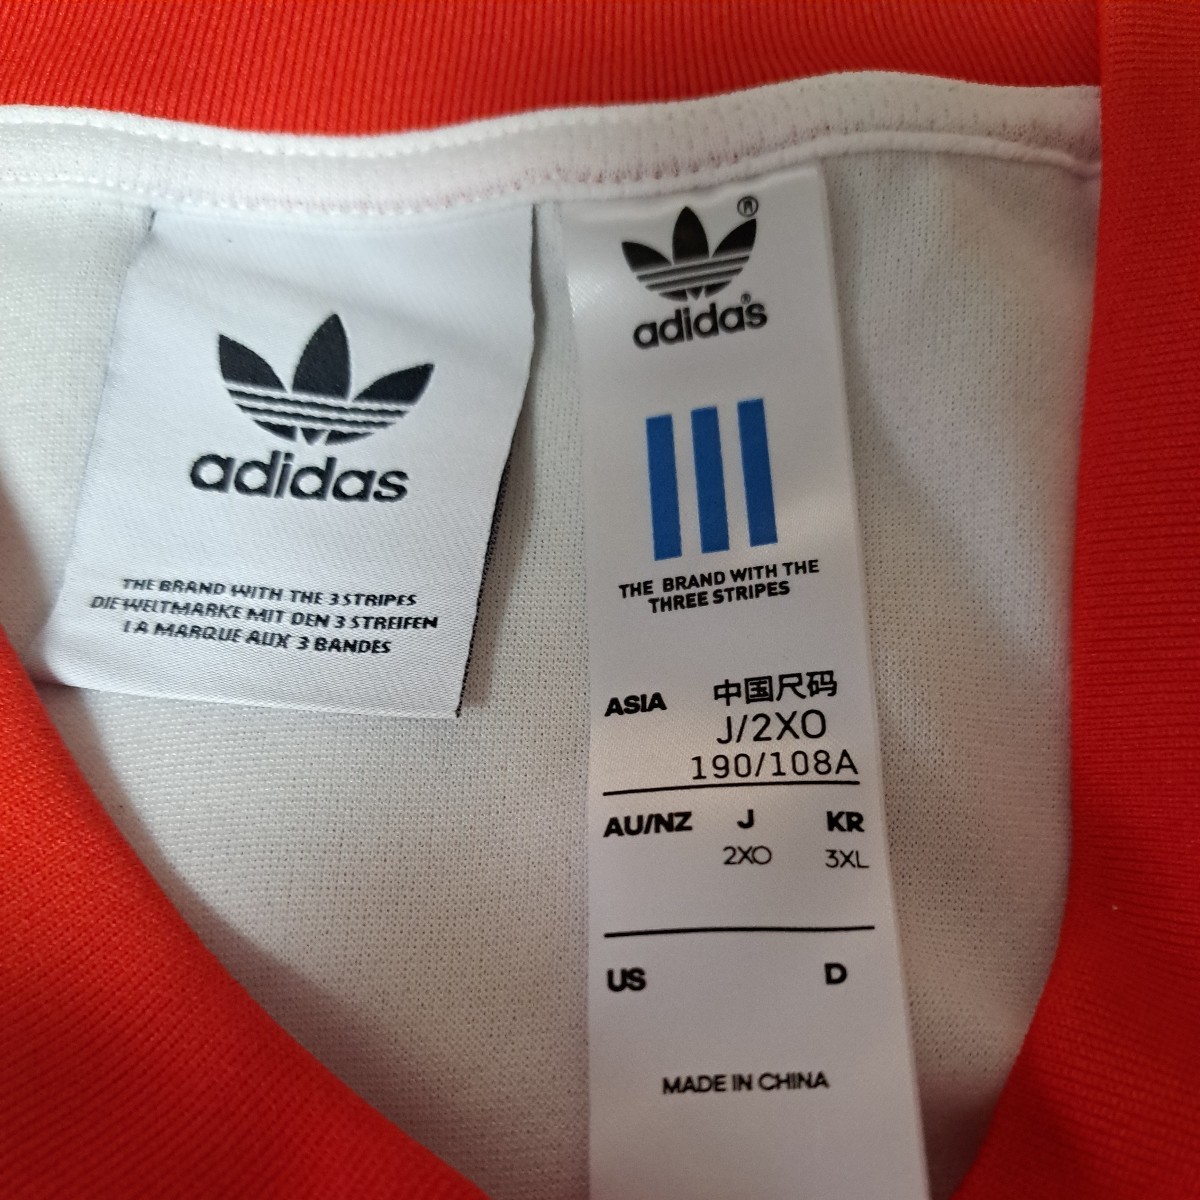 adidas
THE BRAND WITH THE 3 STRIPES
DIE WELTMARKE MIT DEN 3 STREIFEN
LA MARQUE AUX 3 BANDES
®
adidas®
THE BRAND WITH THE
THREE STRIPES
ASIA 中国尺码
J/2XO
190/108A
AU/NZ J KR
2XO 3XL
US D
MADE IN CHINA